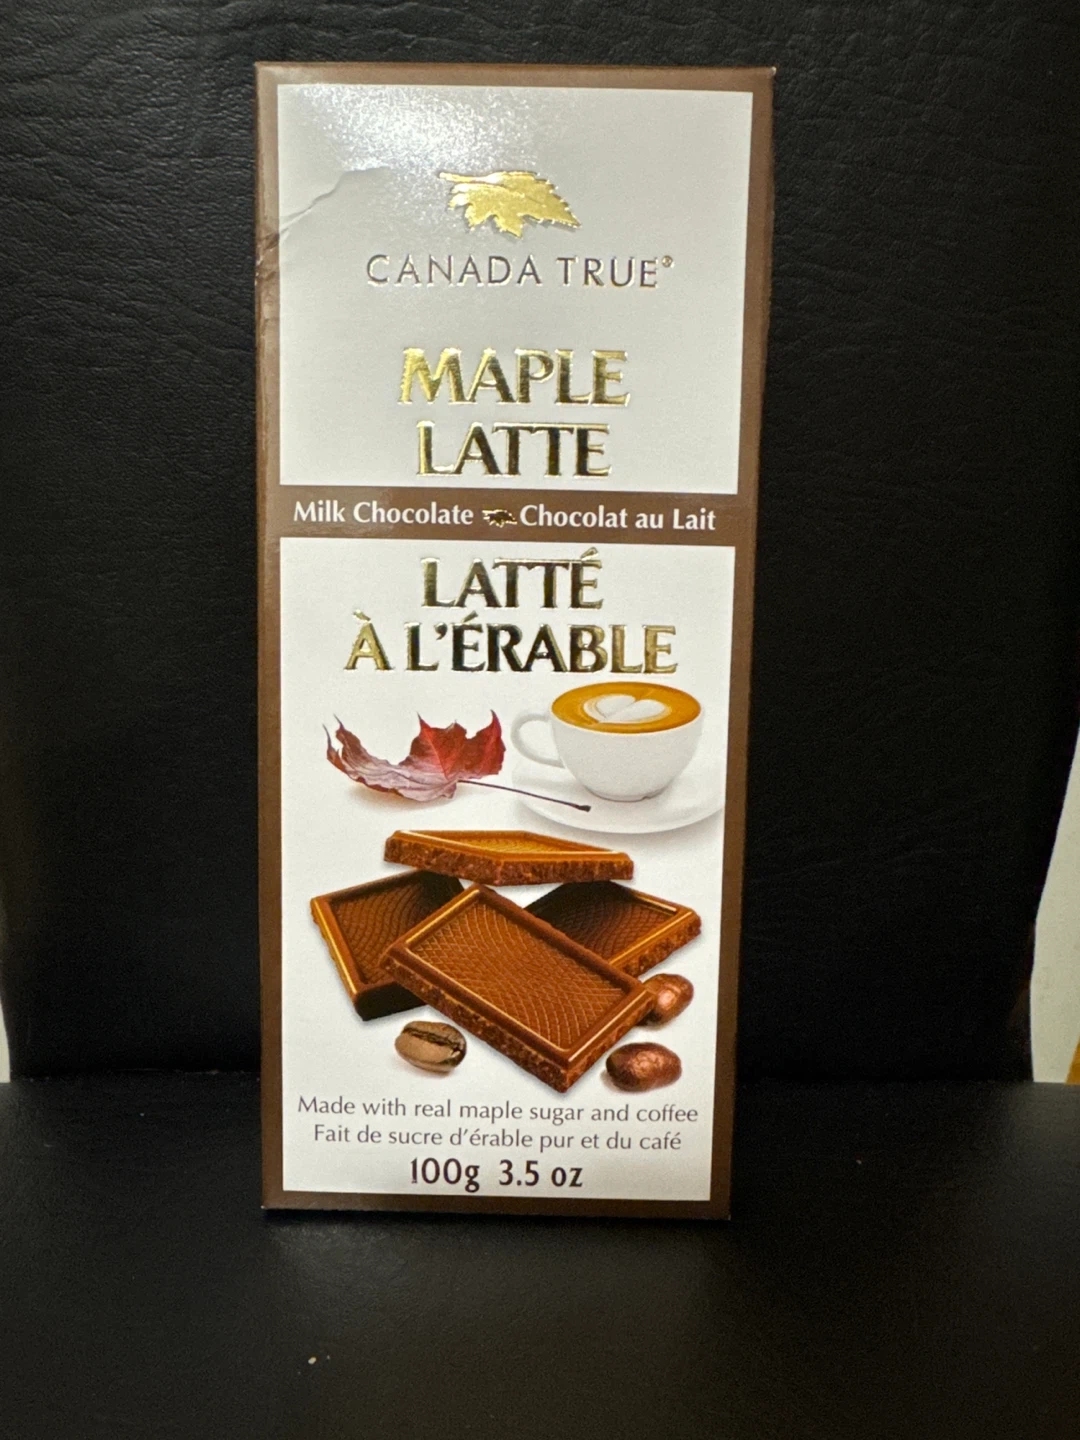 CANADA TRUE®
MAPLE
LATTE
Milk Chocolate Chocolat au Lait
LATTÉ
À L'ÉRABLE
Made with real maple sugar and coffee
Fait de sucre d'érable pur et du café
100g 3.5 oz